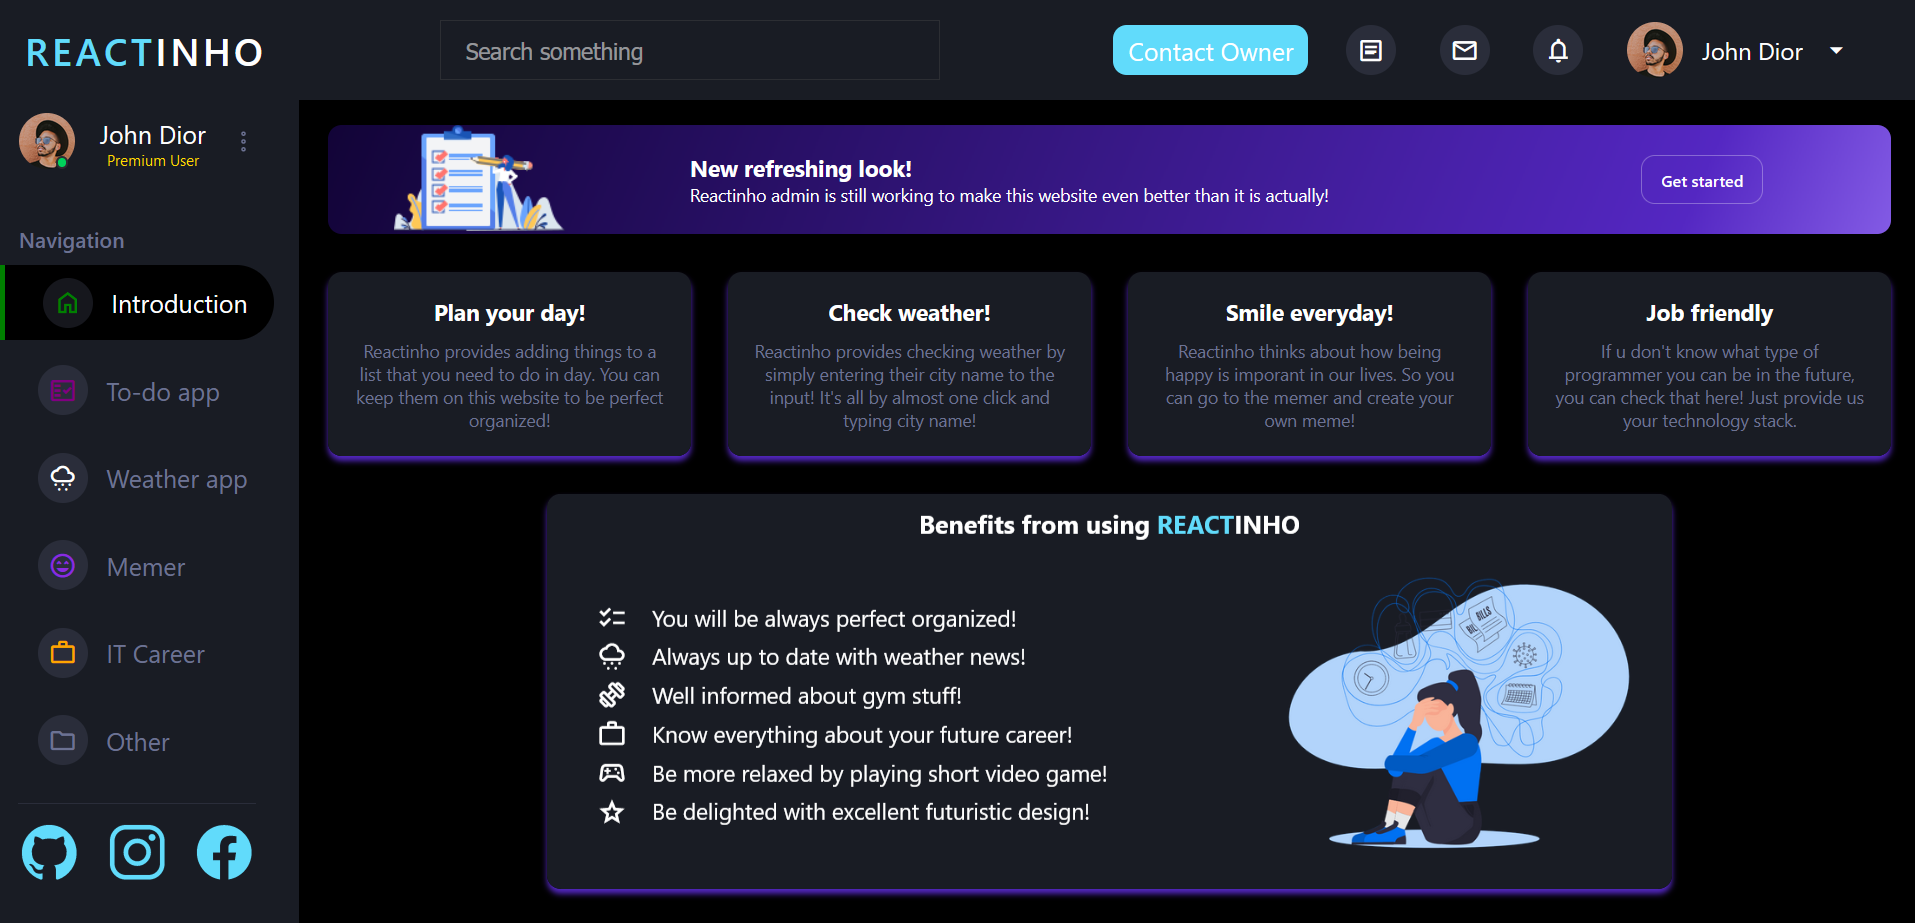 REACTINHO
Search something
Contact Owner
John Dior
John Dior
Premium User
Navigation
Introduction
To-do app
Weather app
Memer
IT Career
Other
New refreshing look!
Reactinho admin is still working to make this website even better than it is actually!
Get started
Plan your day!
Reactinho provides adding things to a
list that you need to do in day. You can
keep them on this website to be perfect
organized!
Check weather!
Reactinho provides checking weather by
simply entering their city name to the
input! It's all by almost one click and
typing city name!
Smile everyday!
Reactinho thinks about how being
happy is imporant in our lives. So you
can go to the memer and create your
own meme!
Job friendly
If u don't know what type of
programmer you can be in the future,
you can check that here! Just provide us
your technology stack.
Benefits from using REACTINHO
You will be always perfect organized!
Always up to date with weather news!
Well informed about gym stuff!
Know everything about your future career!
Be more relaxed by playing short video game!
Be delighted with excellent futuristic design!
BILLS